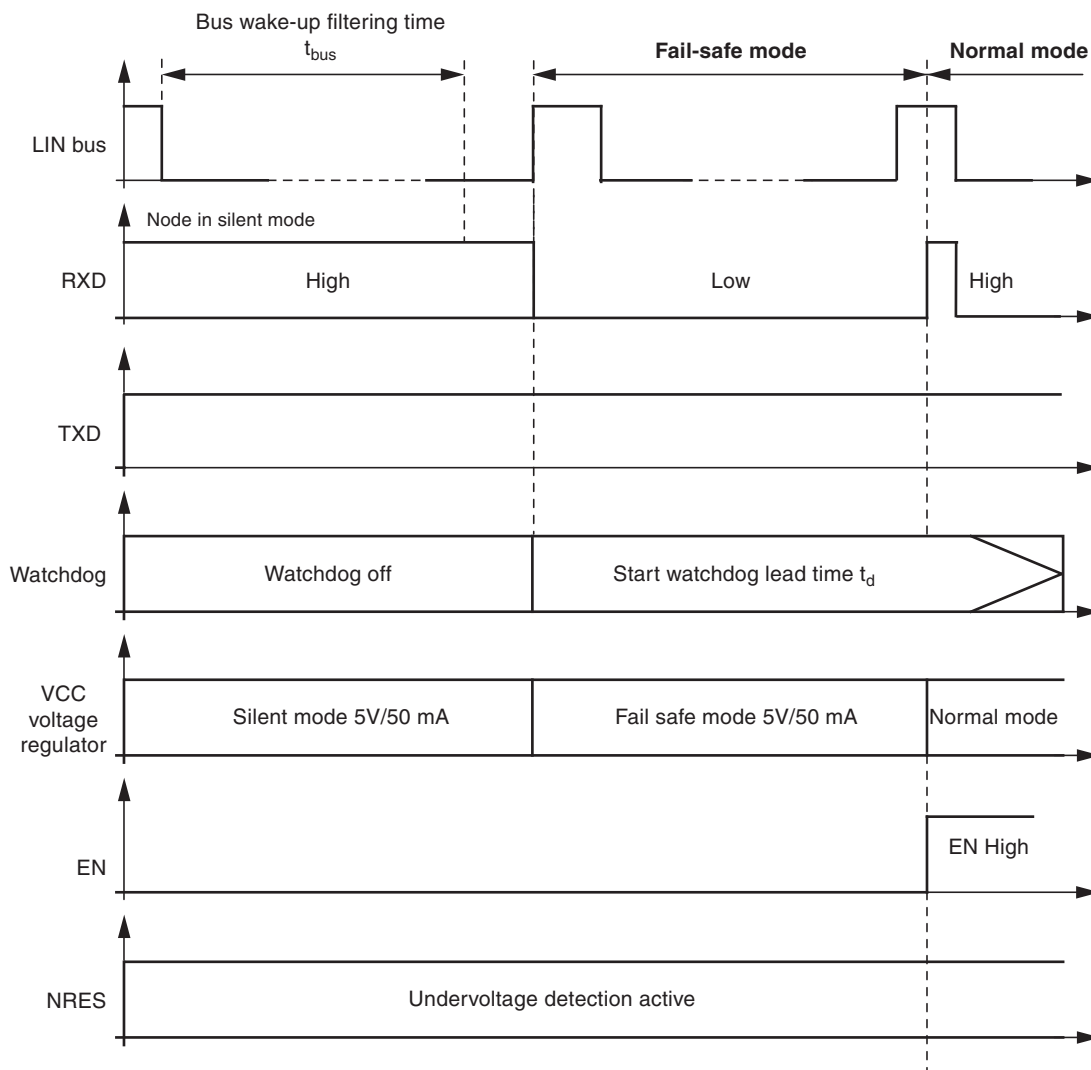 Bus wake-up filtering time
tbus
Fail-safe mode
Normal mode
LIN bus
Node in silent mode
RXD
High
Low
High
TXD
Watchdog
Watchdog off
Start watchdog lead time td
VCC
voltage
regulator
Silent mode 5V/50 mA
Fail safe mode 5V/50 mA
Normal mode
EN
EN High
NRES
Undervoltage detection active